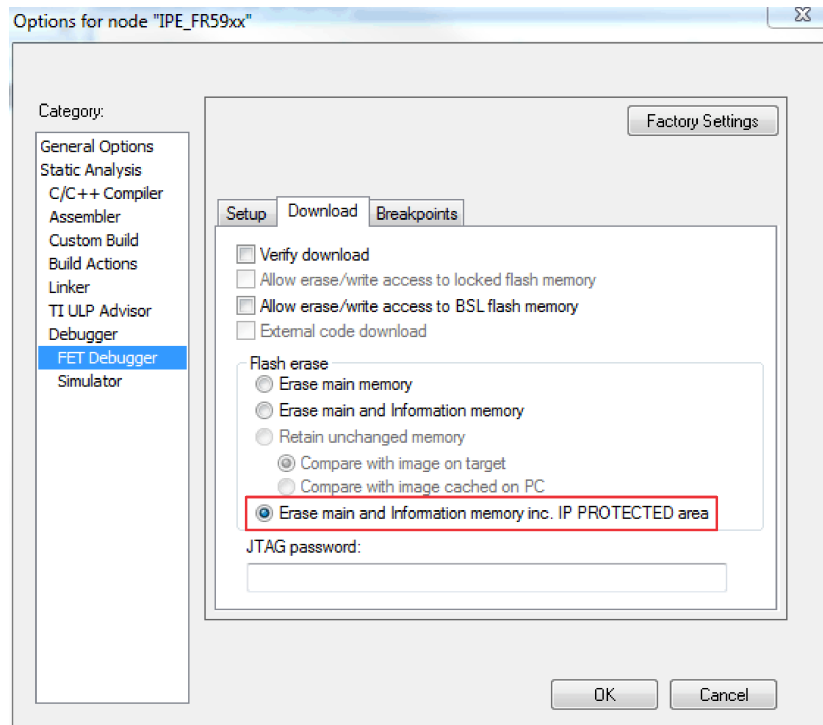 Options for node "IPE_FR59xx"
Category:
Factory Settings
General Options
Static Analysis
C/C++ Compiler
Assembler
Custom Build
Build Actions
Linker
TI ULP Advisor
Debugger
FET Debugger
Simulator
Setup Download Breakpoints
Verify download
Allow erase/write access to locked flash memory
Allow erase/write access to BSL flash memory
External code download
Flash erase
Erase main memory
Erase main and Information memory
Retain unchanged memory
Compare with image on target
Compare with image cached on PC
Erase main and Information memory inc. IP PROTECTED area
JTAG password:
OK Cancel